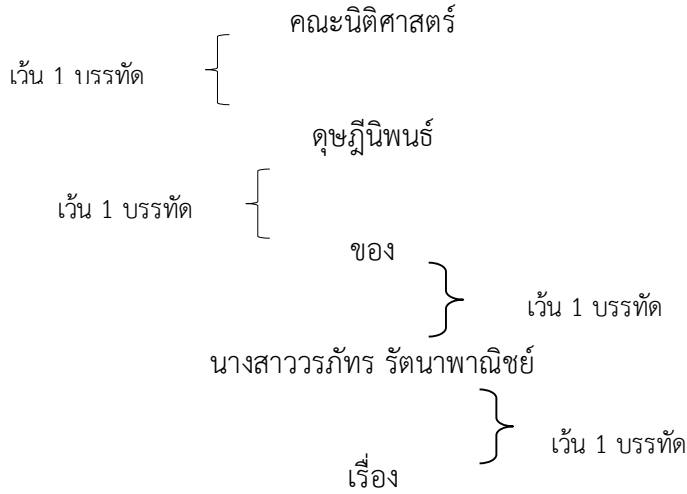 คณะนิติศาสตร์
เว้น 1 บรรทัด
ดุษฎีนิพนธ์
เว้น 1 บรรทัด
ของ
เว้น 1 บรรทัด
นางสาววรภัทร รัตนาพาณิชย์
เว้น 1 บรรทัด
เรื่อง